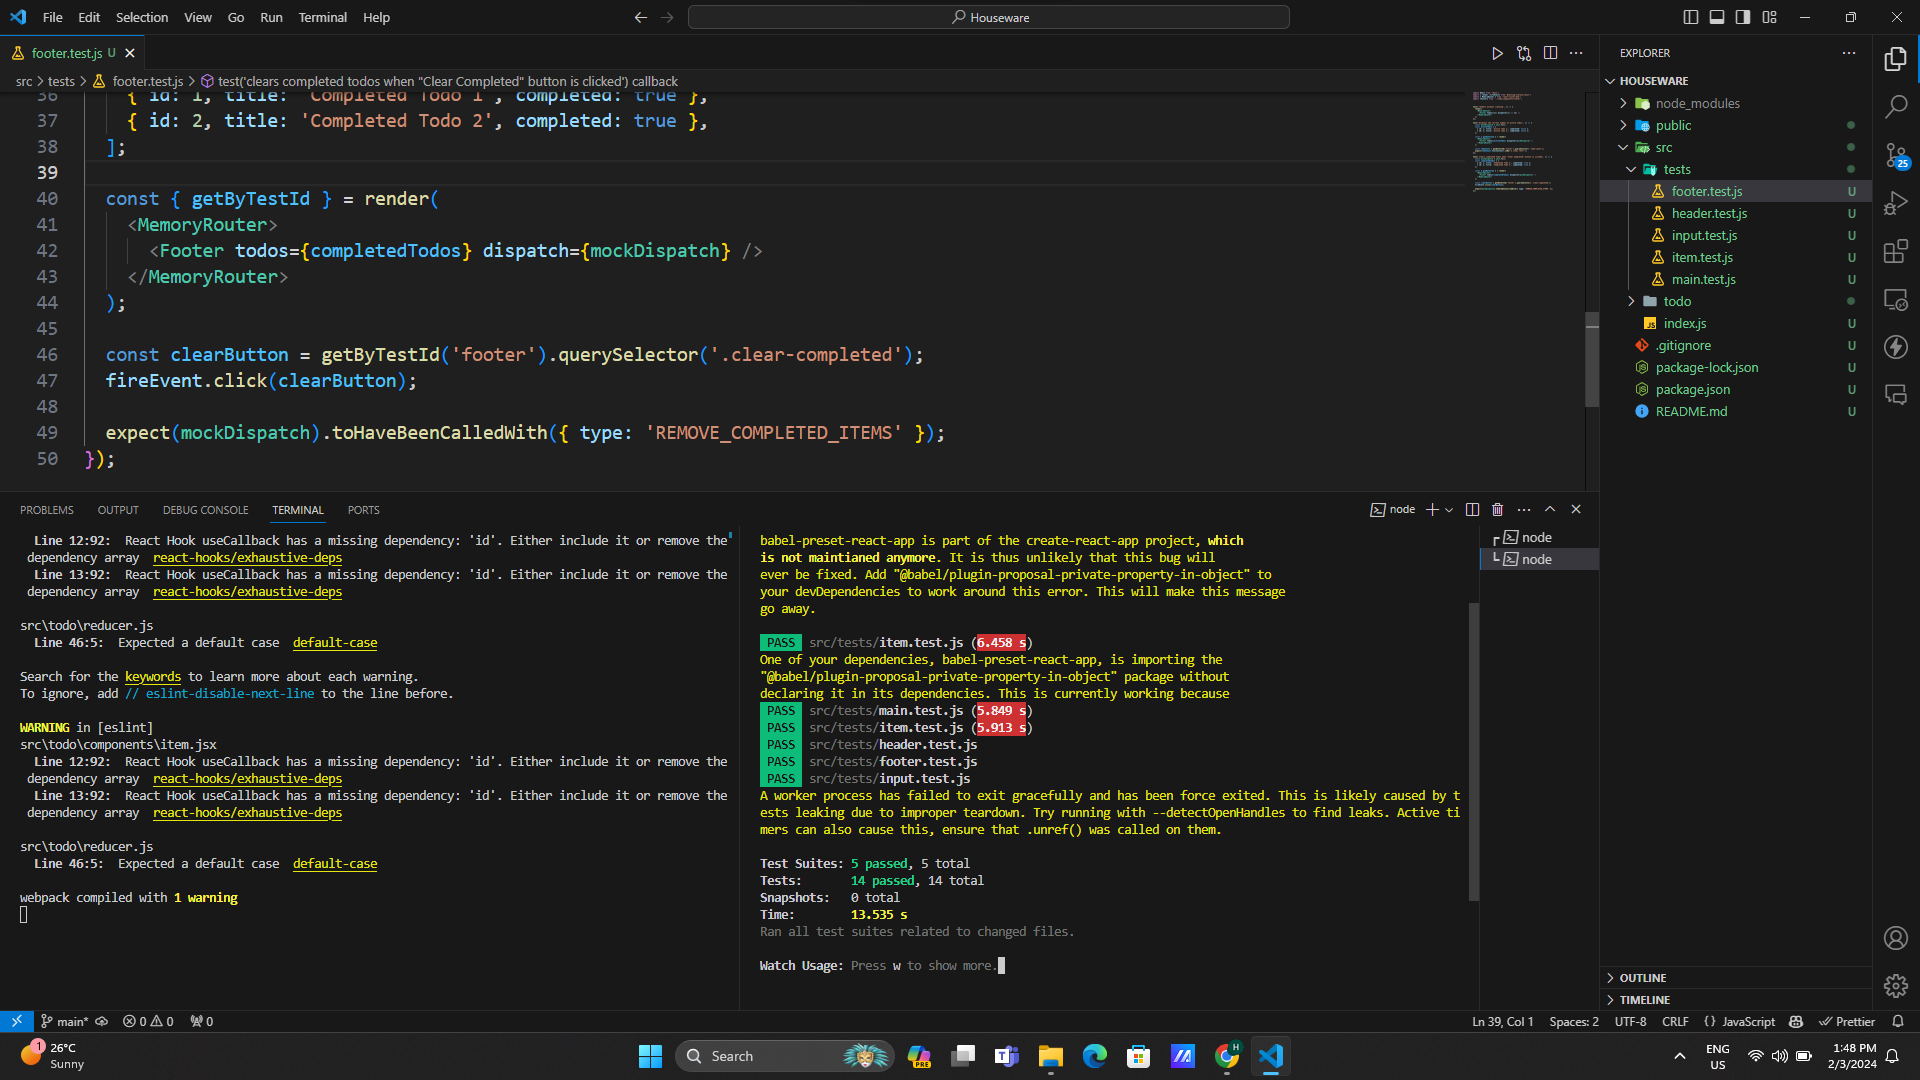 File Edit Selection View Go Run Terminal Help
Houseware
footer.test.js U
src > tests > footer.test.js > test('clears completed todos when "Clear Completed" button is clicked') callback
36 { id: 1, title: 'Completed Todo 1', completed: true },
37 { id: 2, title: 'Completed Todo 2', completed: true },
38 ];
39
40 const { getByTestId } = render(
41 <MemoryRouter>
42 <Footer todos={completedTodos} dispatch={mockDispatch} />
43 </MemoryRouter>
44 );
45
46 const clearButton = getByTestId('footer').querySelector('.clear-completed');
47 fireEvent.click(clearButton);
48
49 expect(mockDispatch).toHaveBeenCalledWith({ type: 'REMOVE_COMPLETED_ITEMS' });
50 });
PROBLEMS OUTPUT DEBUG CONSOLE TERMINAL PORTS
node
Line 12:92: React Hook useCallback has a missing dependency: 'id'. Either include it or remove the
dependency array react-hooks/exhaustive-deps
Line 13:92: React Hook useCallback has a missing dependency: 'id'. Either include it or remove the
dependency array react-hooks/exhaustive-deps
src\todo\reducer.js
Line 46:5: Expected a default case default-case
Search for the keywords to learn more about each warning.
To ignore, add // eslint-disable-next-line to the line before.
WARNING in [eslint]
src\todo\components\item.jsx
Line 12:92: React Hook useCallback has a missing dependency: 'id'. Either include it or remove the
dependency array react-hooks/exhaustive-deps
Line 13:92: React Hook useCallback has a missing dependency: 'id'. Either include it or remove the
dependency array react-hooks/exhaustive-deps
src\todo\reducer.js
Line 46:5: Expected a default case default-case
webpack compiled with 1 warning
babel-preset-react-app is part of the create-react-app project, which
is not maintianed anymore. It is thus unlikely that this bug will
ever be fixed. Add "@babel/plugin-proposal-private-property-in-object" to
your devDependencies to work around this error. This will make this message
go away.
PASS src/tests/item.test.js (6.458 s)
One of your dependencies, babel-preset-react-app, is importing the
"@babel/plugin-proposal-private-property-in-object" package without
declaring it in its dependencies. This is currently working because
PASS src/tests/main.test.js (5.849 s)
PASS src/tests/item.test.js (5.913 s)
PASS src/tests/header.test.js
PASS src/tests/footer.test.js
PASS src/tests/input.test.js
A worker process has failed to exit gracefully and has been force exited. This is likely caused by t
ests leaking due to improper teardown. Try running with --detectOpenHandles to find leaks. Active ti
mers can also cause this, ensure that .unref() was called on them.
Test Suites: 5 passed, 5 total
Tests: 14 passed, 14 total
Snapshots: 0 total
Time: 13.535 s
Ran all test suites related to changed files.
Watch Usage: Press w to show more.
node
node
EXPLORER
HOUSEWARE
node_modules
public
src
tests
footer.test.js U
header.test.js U
input.test.js U
item.test.js U
main.test.js U
todo
JS index.js U
.gitignore U
package-lock.json U
package.json U
README.md U
OUTLINE
TIMELINE
25
main* 0 0 0
Ln 39, Col 1 Spaces: 2 UTF-8 CRLF {} JavaScript Prettier
1 26°C
Sunny
Search
PRE
H
ENG
US
1:48 PM
2/3/2024